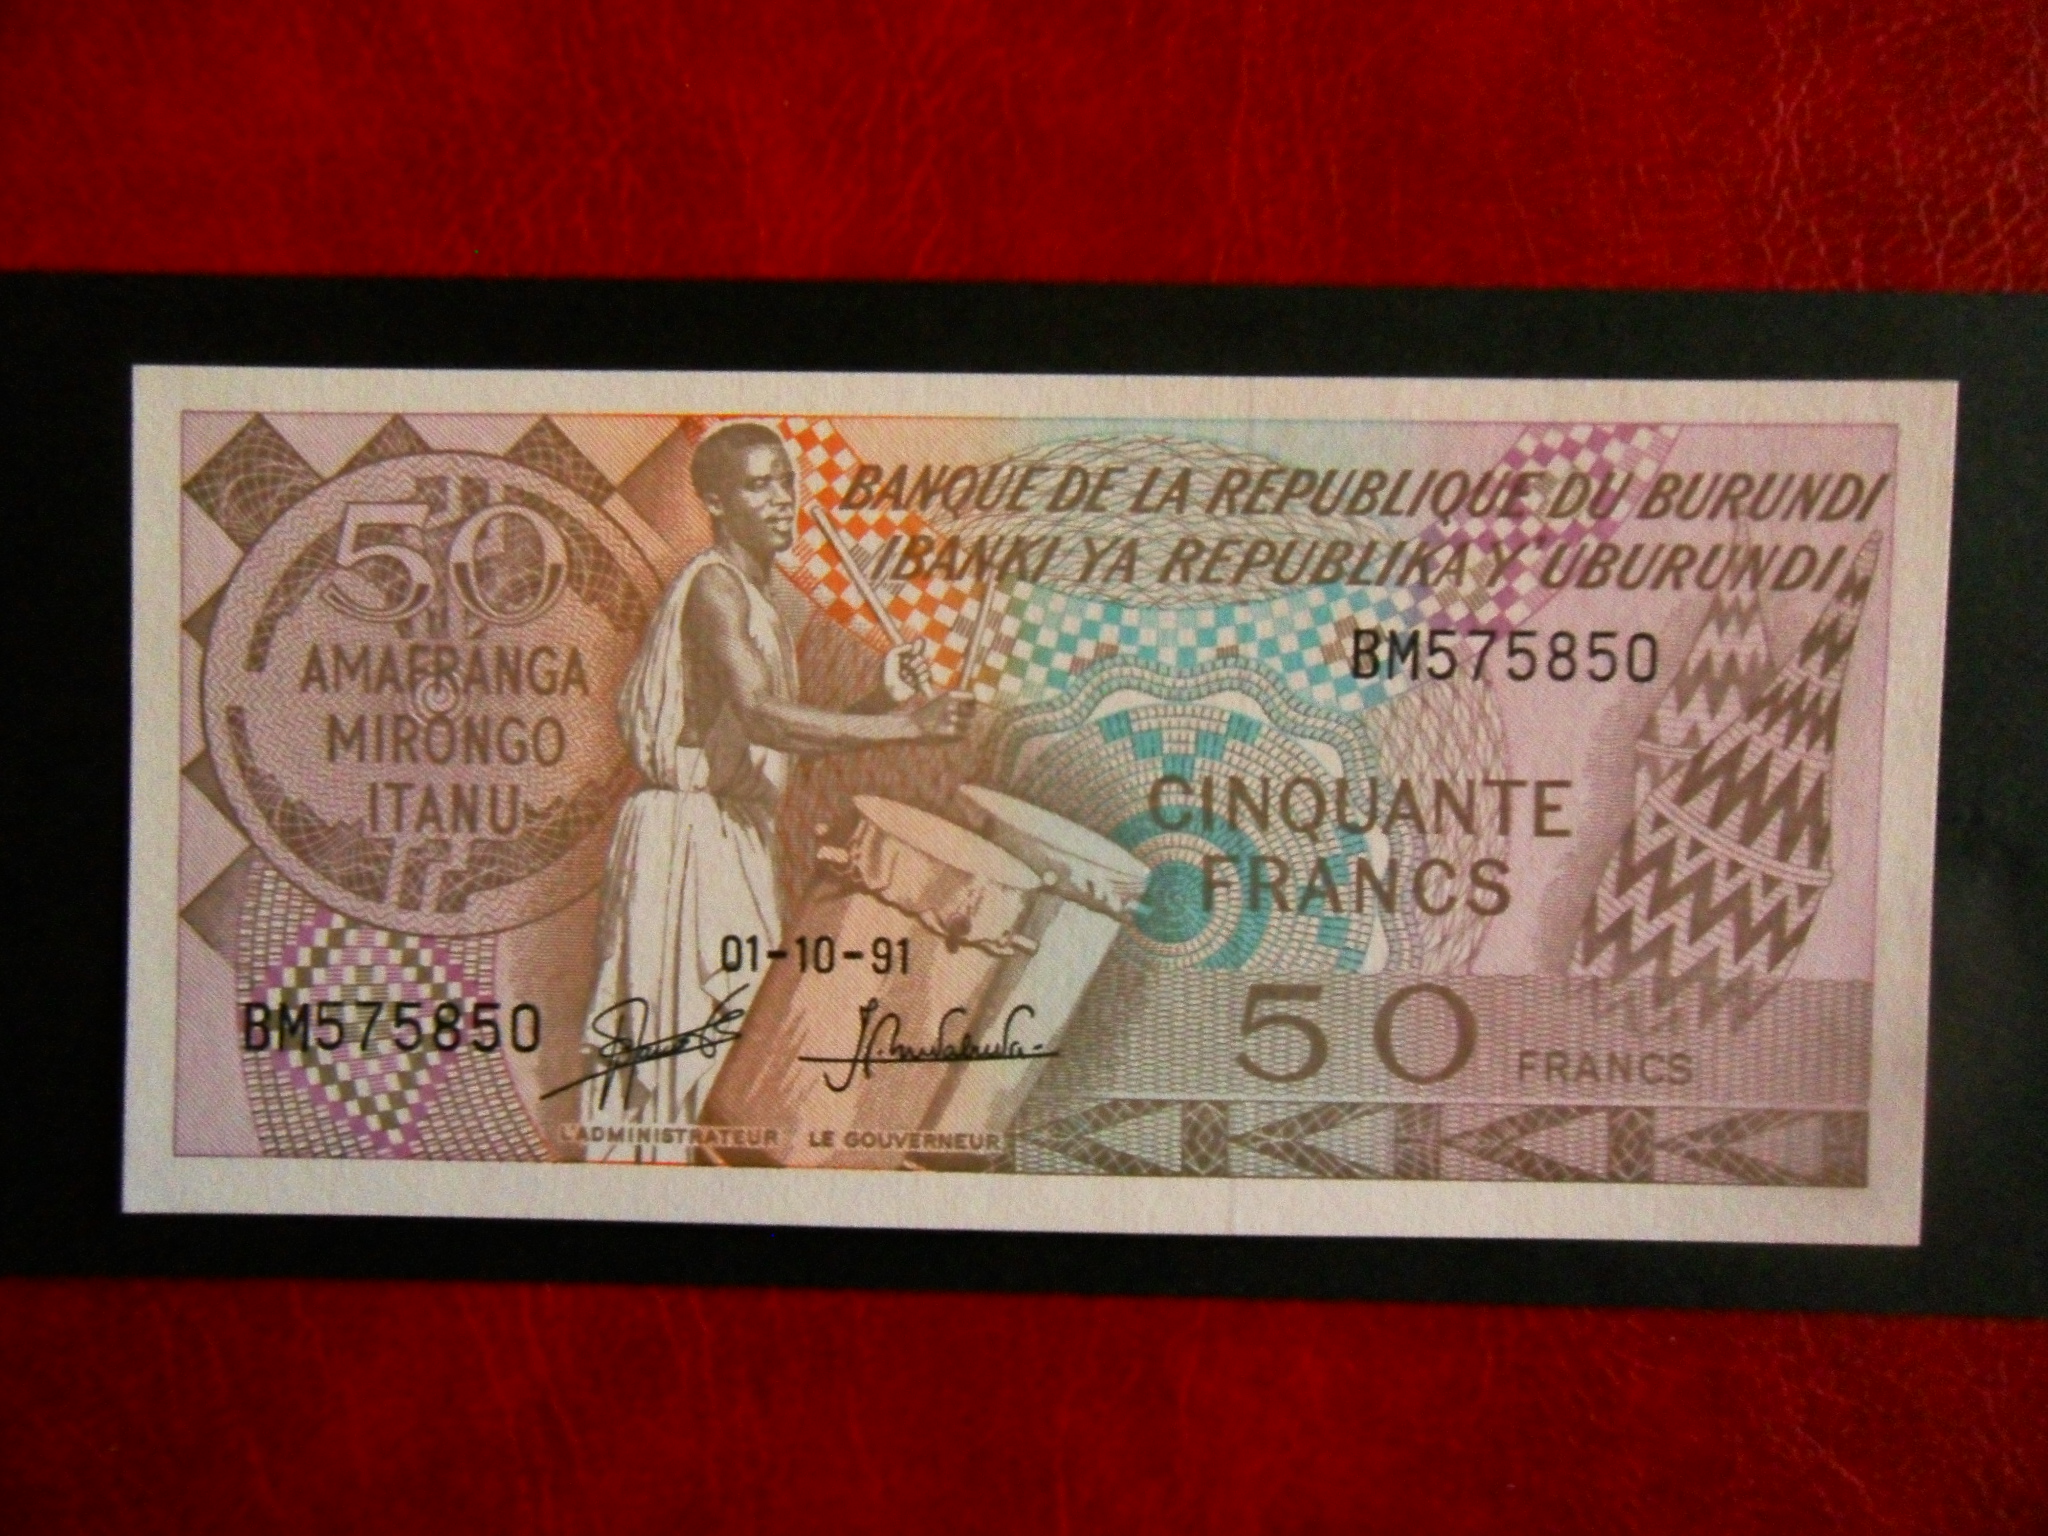 BANQUE DE LA REPUBLIQUE DU BURUNDI
IBANKI YA REPUBLIKA Y'UBURUNDI
50
AMAFRANGA
MIRONGO
ITANU
BM575850
CINQUANTE
FRANCS
01-10-91
BM575850
50 FRANCS
L'ADMINISTRATEUR LE GOUVERNEUR